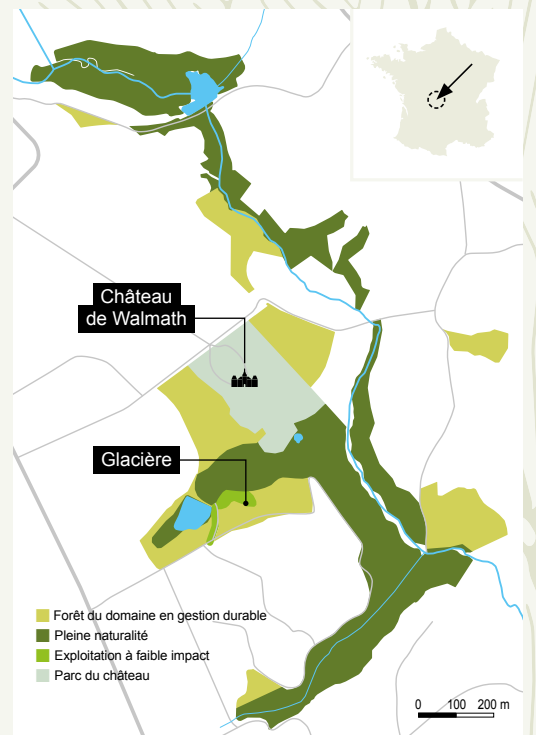 Château
de Walmath
Glacière
Forêt du domaine en gestion durable
Pleine naturalité
Exploitation à faible impact
Parc du château
0 100 200 m